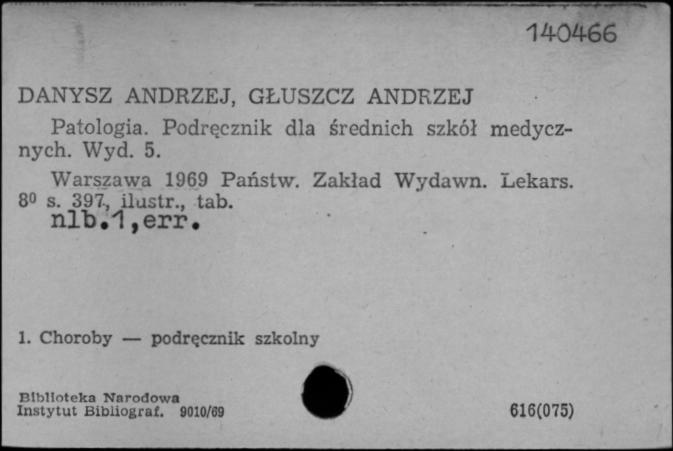 140466
DANYSZ ANDRZEJ, GŁUSZCZ ANDRZEJ
Patologia. Podręcznik dla średnich szkół medycz-
nych. Wyd. 5.
Warszawa 1969 Państw. Zakład Wydawn. Lekars.
8⁰ s. 397, ilustr., tab.
nlb.1,err.
1. Choroby — podręcznik szkolny
Biblioteka Narodowa
Instytut Bibliograf. 9010/69
616(075)